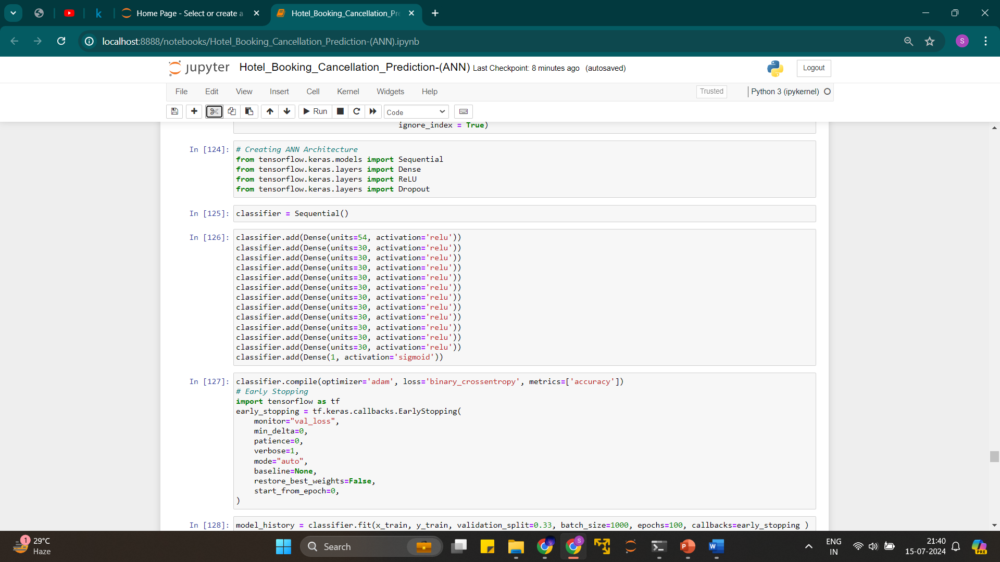 Home Page - Select or create a
Hotel_Booking_Cancellation_Pre
localhost:8888/notebooks/Hotel_Booking_Cancellation_Prediction-(ANN).ipynb
S
jupyter Hotel_Booking_Cancellation_Prediction-(ANN) Last Checkpoint: 8 minutes ago (autosaved)
Logout
File Edit View Insert Cell Kernel Widgets Help
Trusted
Python 3 (ipykernel)
Run
Code
ignore_index = True)
In [124]:
# Creating ANN Architecture
from tensorflow.keras.models import Sequential
from tensorflow.keras.layers import Dense
from tensorflow.keras.layers import ReLU
from tensorflow.keras.layers import Dropout
In [125]:
classifier = Sequential()
In [126]:
classifier.add(Dense(units=54, activation='relu'))
classifier.add(Dense(units=30, activation='relu'))
classifier.add(Dense(units=30, activation='relu'))
classifier.add(Dense(units=30, activation='relu'))
classifier.add(Dense(units=30, activation='relu'))
classifier.add(Dense(units=30, activation='relu'))
classifier.add(Dense(units=30, activation='relu'))
classifier.add(Dense(units=30, activation='relu'))
classifier.add(Dense(units=30, activation='relu'))
classifier.add(Dense(units=30, activation='relu'))
classifier.add(Dense(units=30, activation='relu'))
classifier.add(Dense(units=30, activation='relu'))
classifier.add(Dense(1, activation='sigmoid'))
In [127]:
classifier.compile(optimizer='adam', loss='binary_crossentropy', metrics=['accuracy'])
# Early Stopping
import tensorflow as tf
early_stopping = tf.keras.callbacks.EarlyStopping(
    monitor="val_loss",
    min_delta=0,
    patience=0,
    verbose=1,
    mode="auto",
    baseline=None,
    restore_best_weights=False,
    start_from_epoch=0,
)
In [128]:
model_history = classifier.fit(x_train, y_train, validation_split=0.33, batch_size=1000, epochs=100, callbacks=early_stopping )
1
29°C
Haze
Search
S
ENG
IN
21:40
15-07-2024
PRE